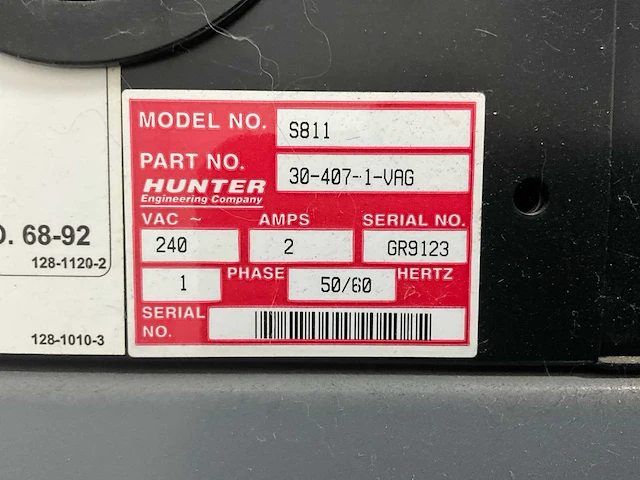 MODEL NO. S811
PART NO. 30-407-1-VAG
HUNTER
Engineering Company
VAC ~ AMPS SERIAL NO.
240 2 GR9123
1 PHASE 50/60 HERTZ
SERIAL
NO.
. 68-92
128-1120-2
128-1010-3